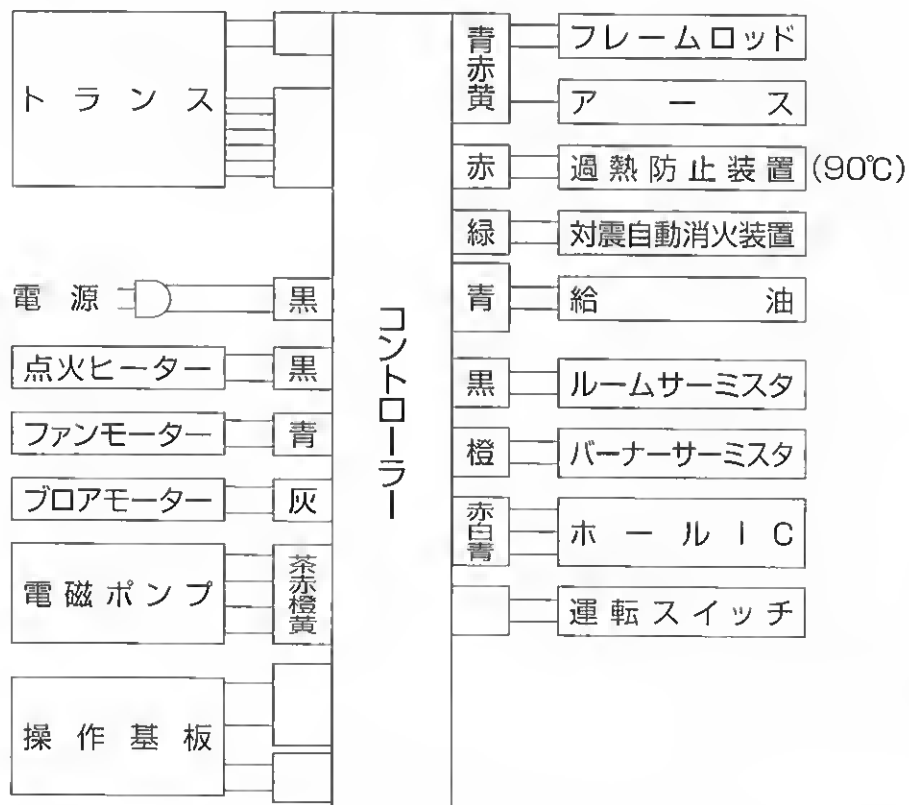 トランス
電源
黒
点火ヒーター
黒
ファンモーター
青
ブロアモーター
灰
電磁ポンプ
茶赤橙黄
操作基板
コントローラー
青赤黄
フレームロッド
アース
赤
過熱防止装置(90℃)
緑
対震自動消火装置
青
給油
黒
ルームサーミスタ
橙
バーナーサーミスタ
赤白青
ホールIC
運転スイッチ